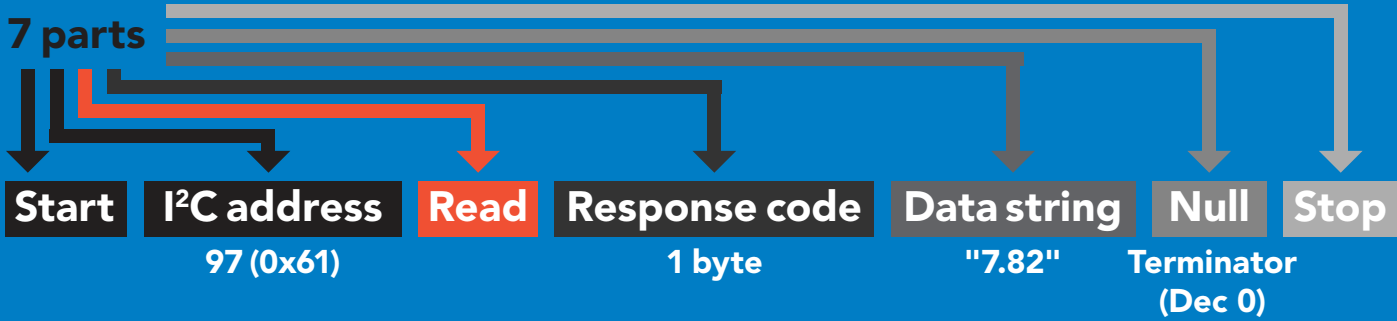 7 parts
Start I²C address Read Response code Data string Null Stop
97 (0x61) 1 byte "7.82" Terminator
(Dec 0)